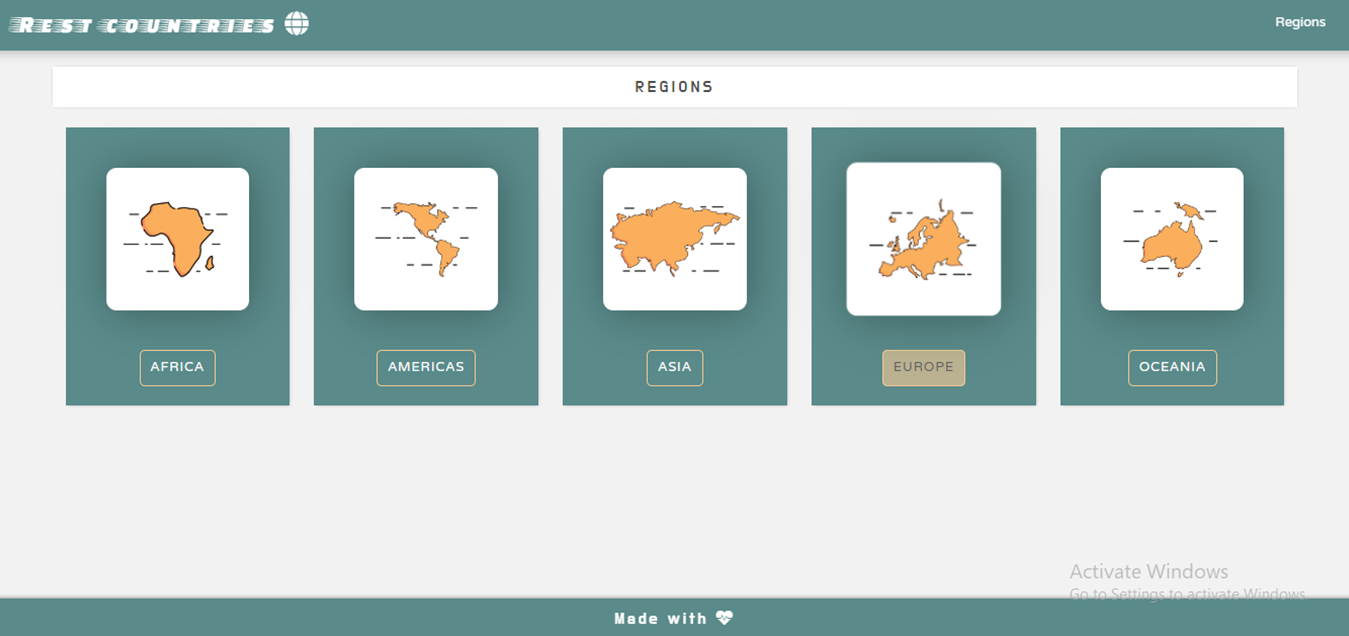 REST COUNTRIES
Regions
REGIONS
AFRICA
AMERICAS
ASIA
EUROPE
OCEANIA
Activate Windows
Go to Settings to activate Windows.
Made with